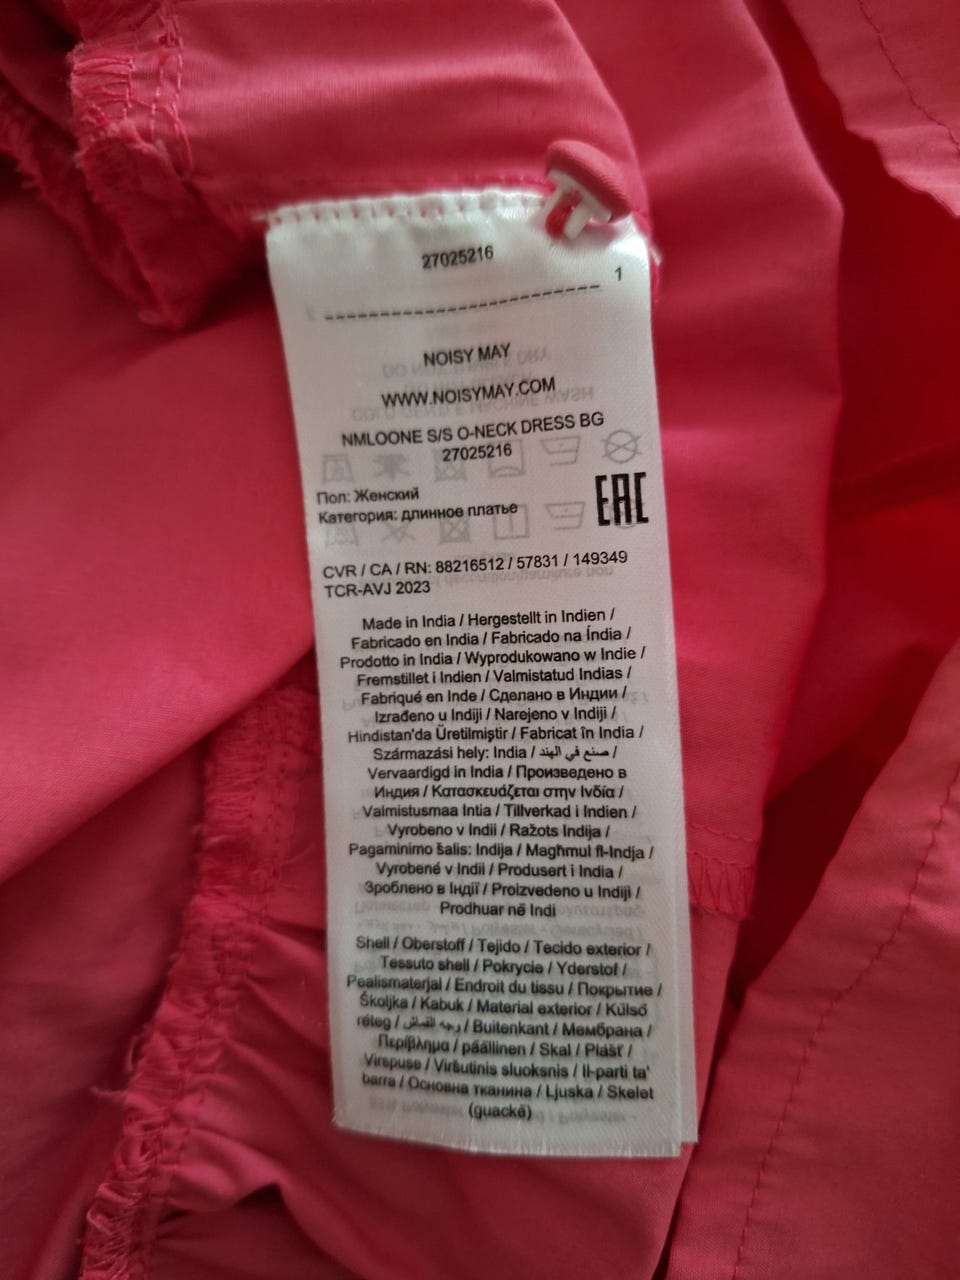 27025216
1
NOISY MAY
WWW.NOISYMAY.COM
NMLOONE S/S O-NECK DRESS BG
27025216
Пол: Женский
Категория: длинное платье
EAC
CVR / CA / RN: 88216512 / 57831 / 149349
TCR-AVJ 2023
Made in India / Hergestellt in Indien /
Fabricado en India / Fabricado na Índia /
Prodotto in India / Wyprodukowano w Indie /
Fremstillet i Indien / Valmistatud Indias /
Fabriqué en Inde / Сделано в Индии /
Izrađeno u Indiji / Narejeno v Indiji /
Hindistan'da Üretilmiştir / Fabricat în India /
Származási hely: India / صنع في الهند /
Vervaardigd in India / Произведено в
Индия / Κατασκευάζεται στην Ινδία /
Valmistusmaa Intia / Tillverkad i Indien /
Vyrobeno v Indii / Ražots Indija /
Pagaminimo šalis: Indija / Magħmul fl-Indja /
Vyrobené v Indii / Produsert i India /
Зроблено в Індії / Proizvedeno u Indiji /
Prodhuar në Indi
Shell / Oberstoff / Tejido / Tecido exterior /
Tessuto shell / Pokrycie / Yderstof /
Pealismaterjal / Endroit du tissu / Покрытие /
Školjka / Kabuk / Material exterior / Külső
réteg / وجه القماش / Buitenkant / Мембрана /
Περίβλημα / päällinen / Skal / Plášť /
Virspuse / Viršutinis sluoksnis / Il-parti ta'
barra / Основна тканина / Ljuska / Skelet
(guackë)